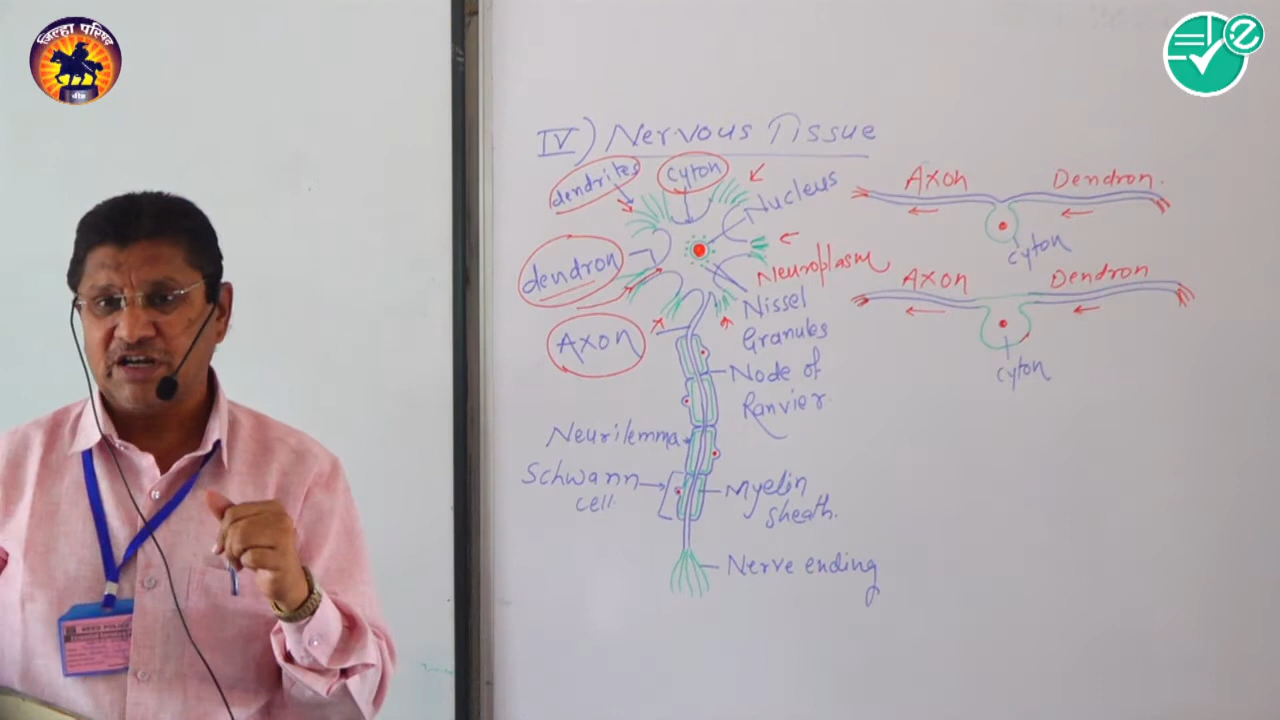 जिल्हा परिषद
बीड
IV) Nervous Tissue
dendrites
Cyton
Nucleus
dendron
Neuroplasm
Nissel
Granules
Axon
Node of
Ranvier.
Neurilemma
Schwann
cell
Myelin
sheath.
Nerve ending
Axon
Dendron.
Cyton
Axon
Dendron
Cyton
e